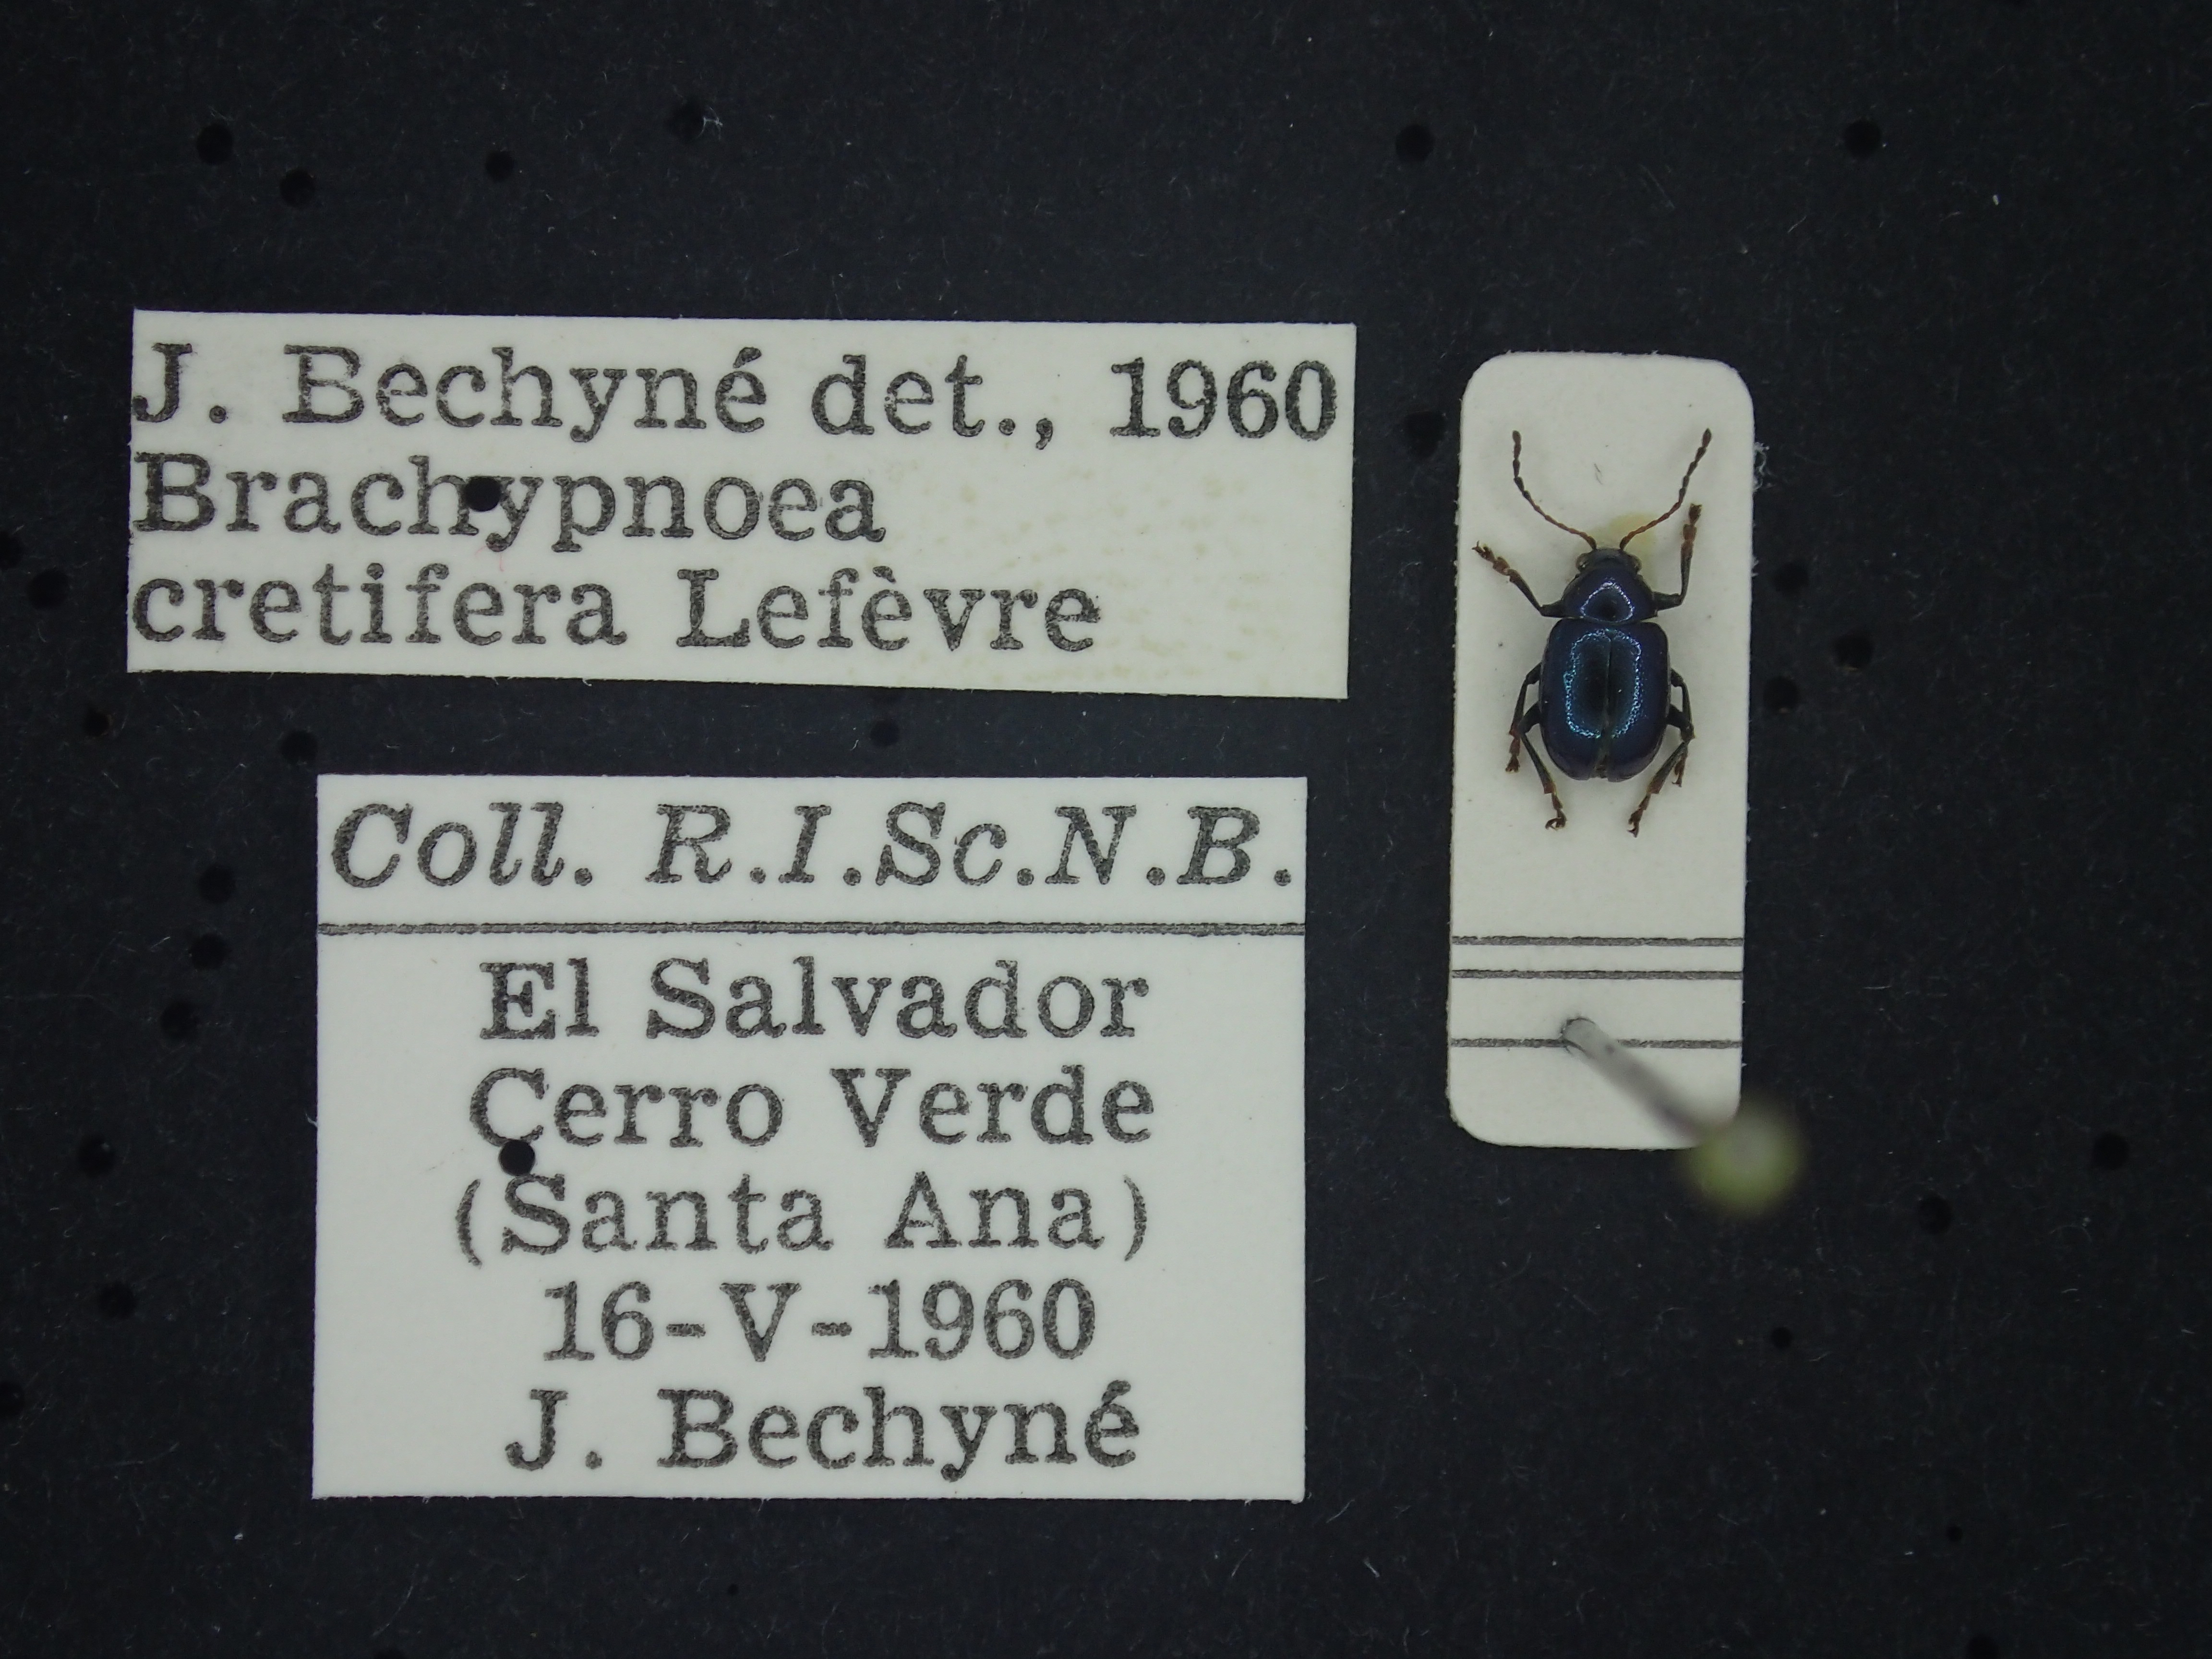 J. Bechyné det., 1960
Brachypnoea
cretifera Lefèvre
Coll. R.I.Sc.N.B.
El Salvador
Cerro Verde
(Santa Ana)
16-V-1960
J. Bechyné